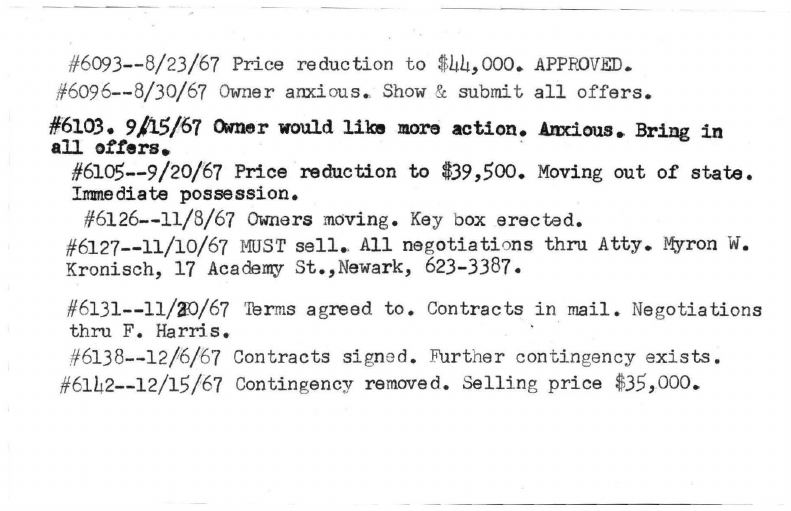 #6093--8/23/67 Price reduction to $44,000. APPROVED.
#6096--8/30/67 Owner anxious. Show & submit all offers.
#6103. 9/15/67 Owner would like more action. Anxious. Bring in
all offers.
#6105--9/20/67 Price reduction to $39,500. Moving out of state.
Immediate possession.
#6126--11/8/67 Owners moving. Key box erected.
#6127--11/10/67 MUST sell. All negotiations thru Atty. Myron W.
Kronisch, 17 Academy St.,Newark, 623-3387.
#6131--11/20/67 Terms agreed to. Contracts in mail. Negotiations
thru F. Harris.
#6138--12/6/67 Contracts signed. Further contingency exists.
#6142--12/15/67 Contingency removed. Selling price $35,000.